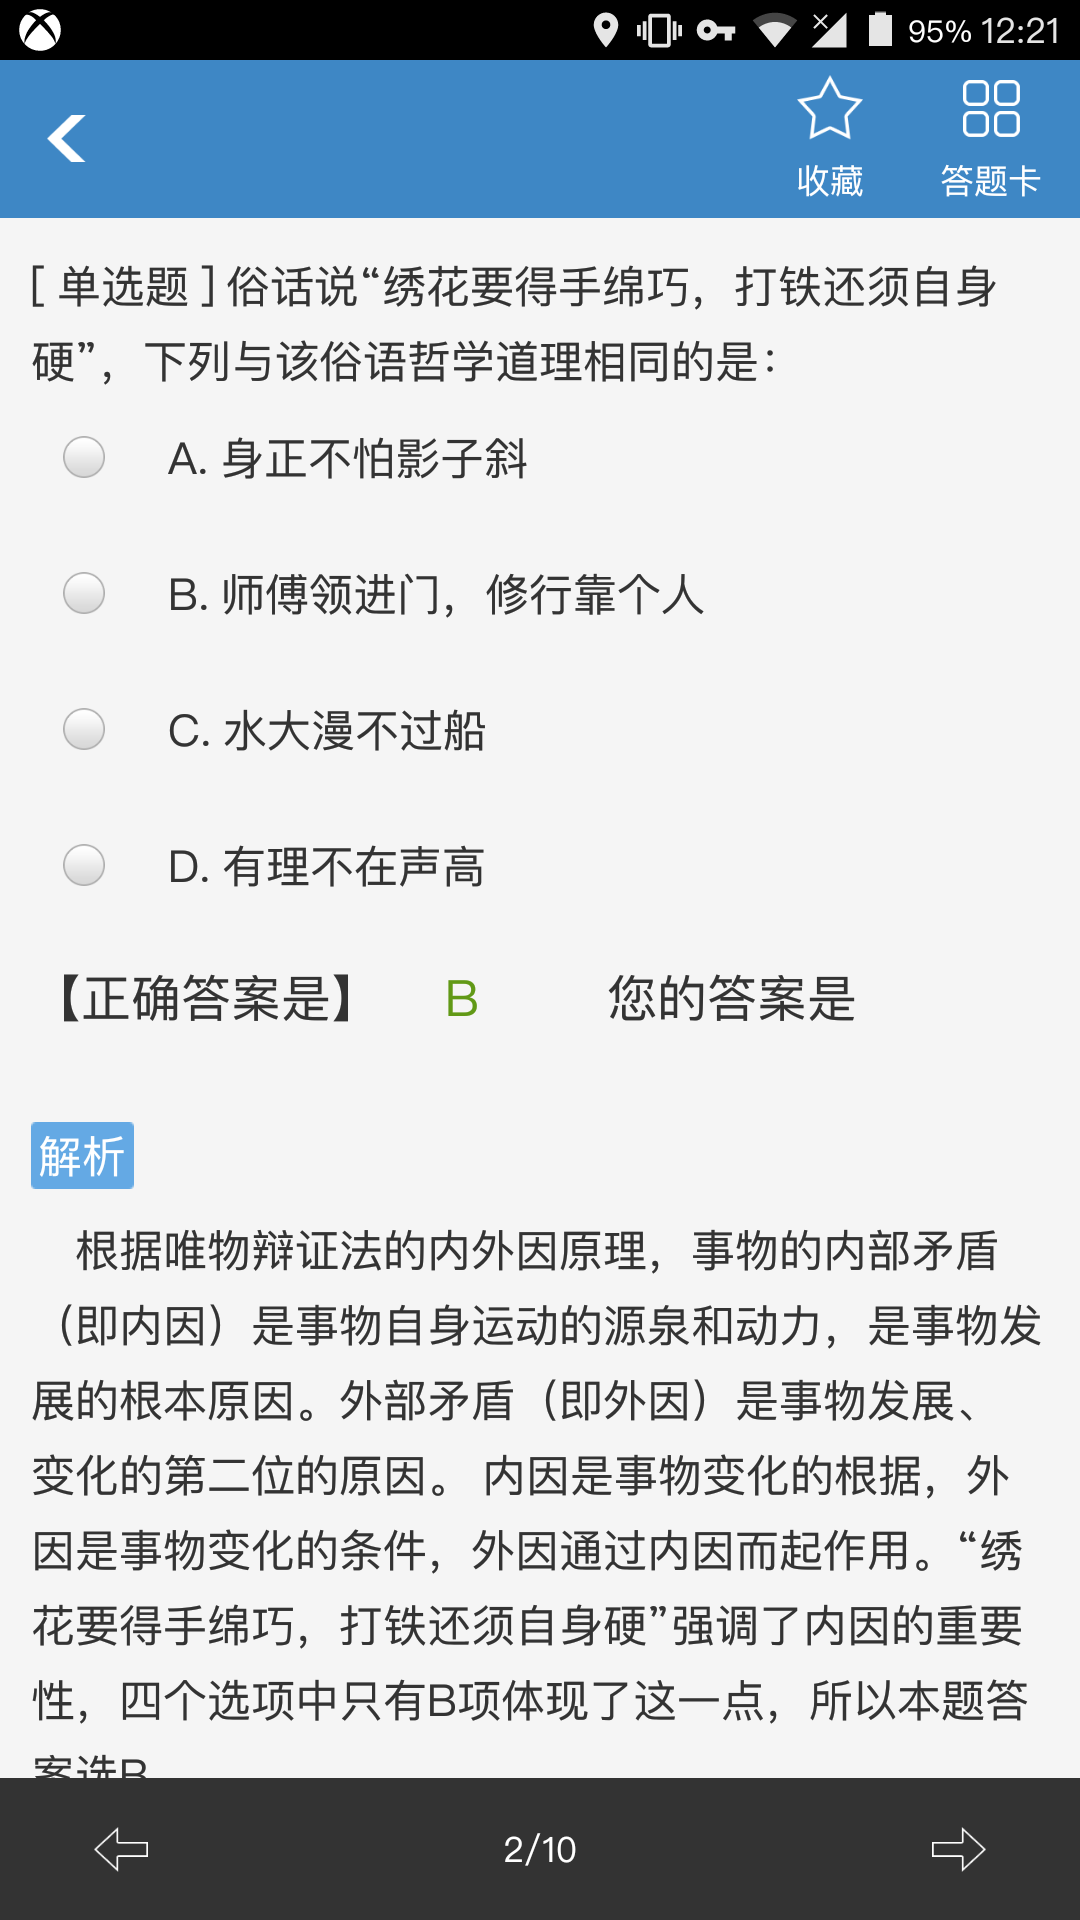 95% 12:21
收藏 答题卡
[ 单选题 ] 俗话说“绣花要得手绵巧，打铁还须自身
硬”，下列与该俗语哲学道理相同的是：
A. 身正不怕影子斜
B. 师傅领进门，修行靠个人
C. 水大漫不过船
D. 有理不在声高
【正确答案是】 B 您的答案是
解析
根据唯物辩证法的内外因原理，事物的内部矛盾
（即内因）是事物自身运动的源泉和动力，是事物发
展的根本原因。外部矛盾（即外因）是事物发展、
变化的第二位的原因。 内因是事物变化的根据，外
因是事物变化的条件，外因通过内因而起作用。“绣
花要得手绵巧，打铁还须自身硬”强调了内因的重要
性，四个选项中只有B项体现了这一点，所以本题答
案选B
2/10